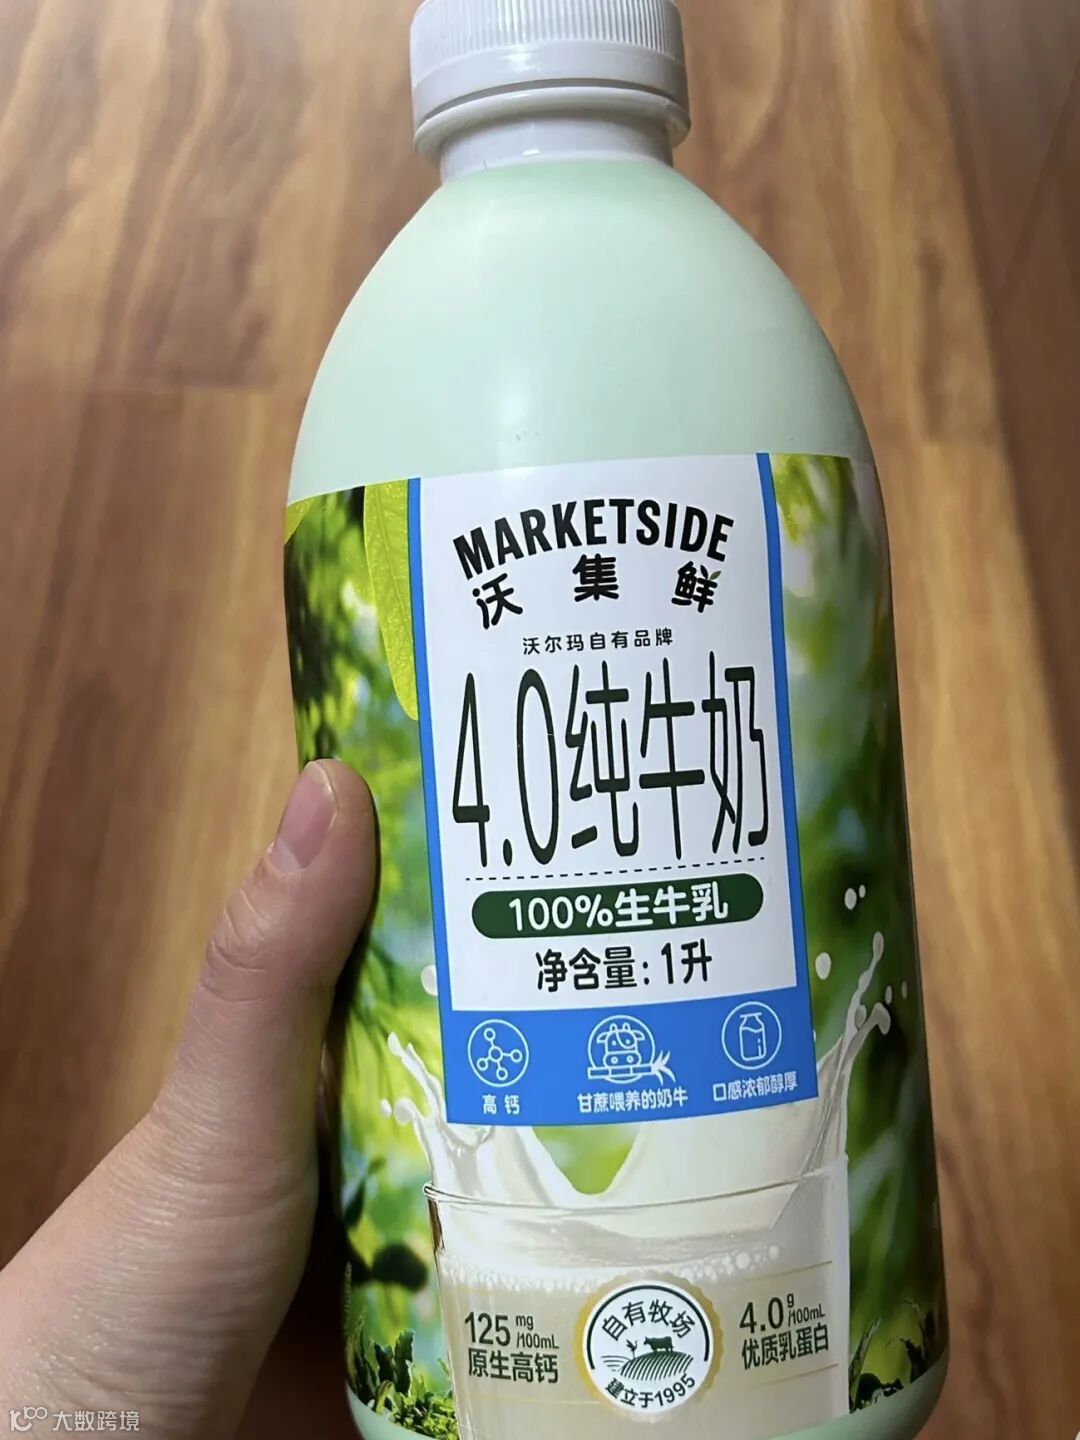 MARKETSIDE
沃集鲜
沃尔玛自有品牌
4.0纯牛奶
100%生牛乳
净含量:1升
高钙
甘蔗喂养的奶牛
口感浓郁醇厚
125mg/100mL
原生高钙
自有牧场
建立于1995
4.0g/100mL
优质乳蛋白
大数跨境